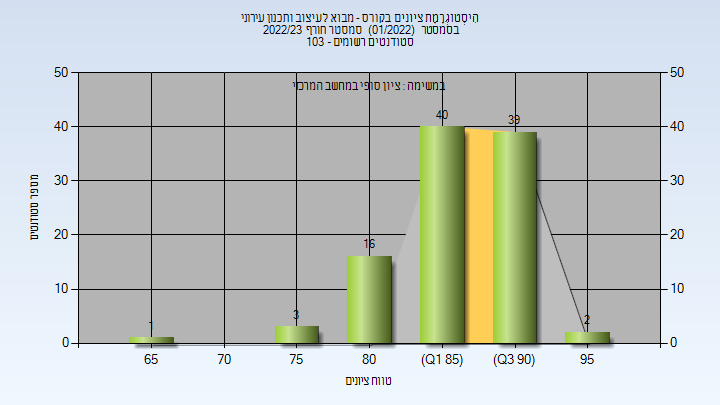 היסטוגרמת ציונים בקורס - מבוא לעיצוב ותכנון עירוני
בסמסטר (01/2022) סמסטר חורף 2022/23
סטודנטים רשומים - 103
במשימה : ציון סופי במחשב המרכזי
50 50
40 40
30 30
20 20
10 10
0 0
1 3 16 40 39 2
65 70 75 80 (Q1 85) (Q3 90) 95
מספר סטודנטים
טווח ציונים